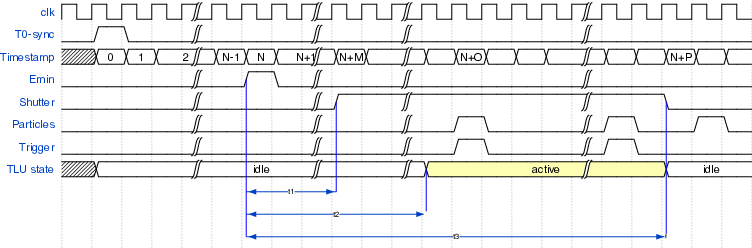 clk
T0-sync
Timestamp 0 1 2 N-1 N N+1 N+M N+O N+P
Emin
Shutter
Particles
Trigger
TLU state idle active idle
t1
t2
t3